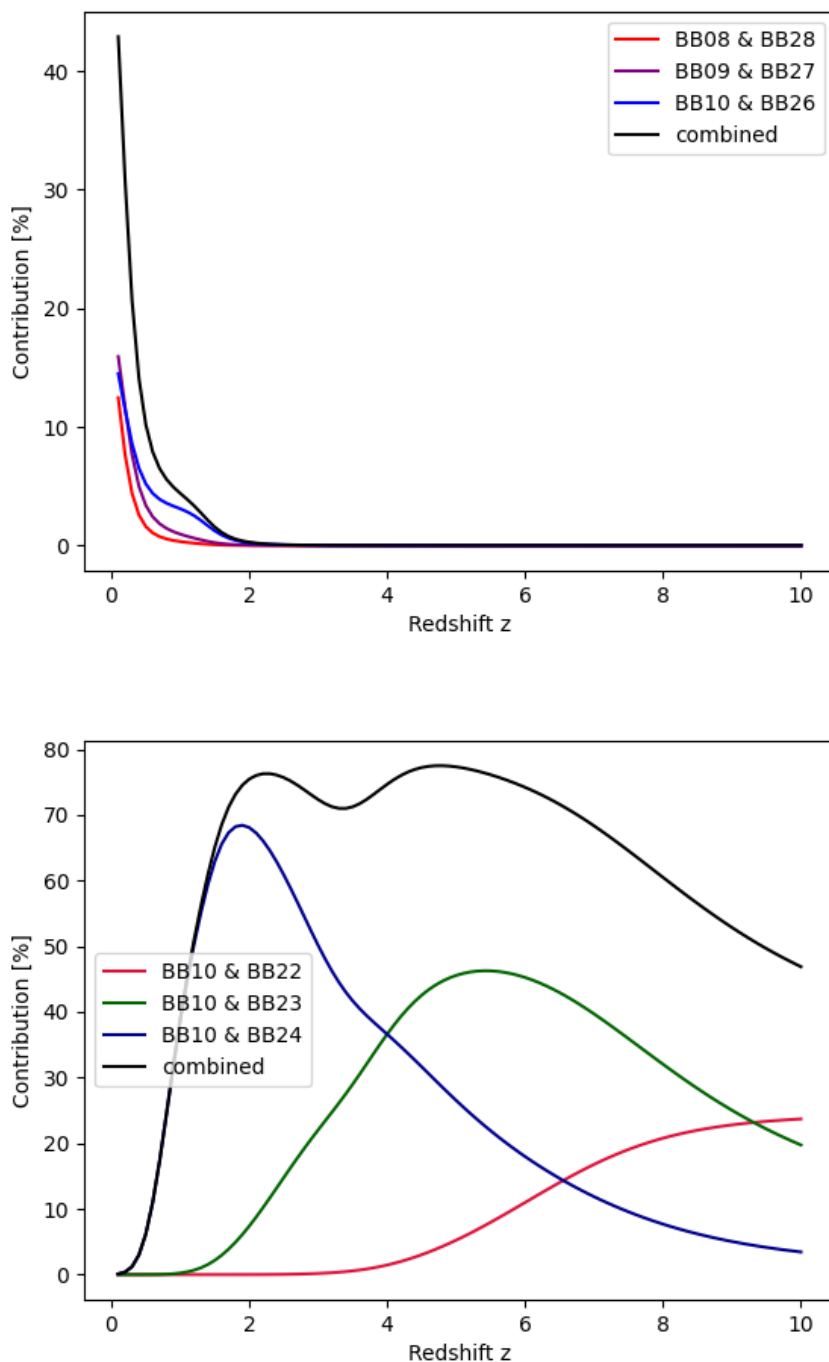 BB08 & BB28
BB09 & BB27
BB10 & BB26
combined
Contribution [%]
40
30
20
10
0
0 2 4 6 8 10
Redshift z
BB10 & BB22
BB10 & BB23
BB10 & BB24
combined
Contribution [%]
80
70
60
50
40
30
20
10
0
0 2 4 6 8 10
Redshift z